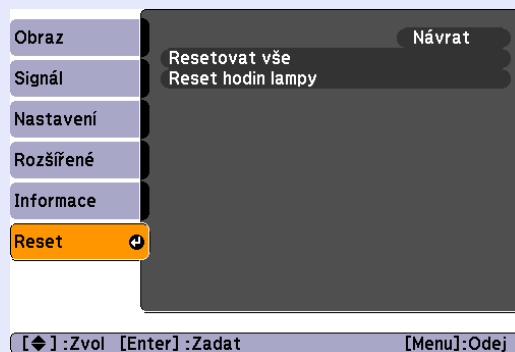 Obraz
Signál
Nastavení
Rozšířené
Informace
Reset
Návrat
Resetovat vše
Reset hodin lampy
[◆]:Zvol [Enter]:Zadat [Menu]:Odej